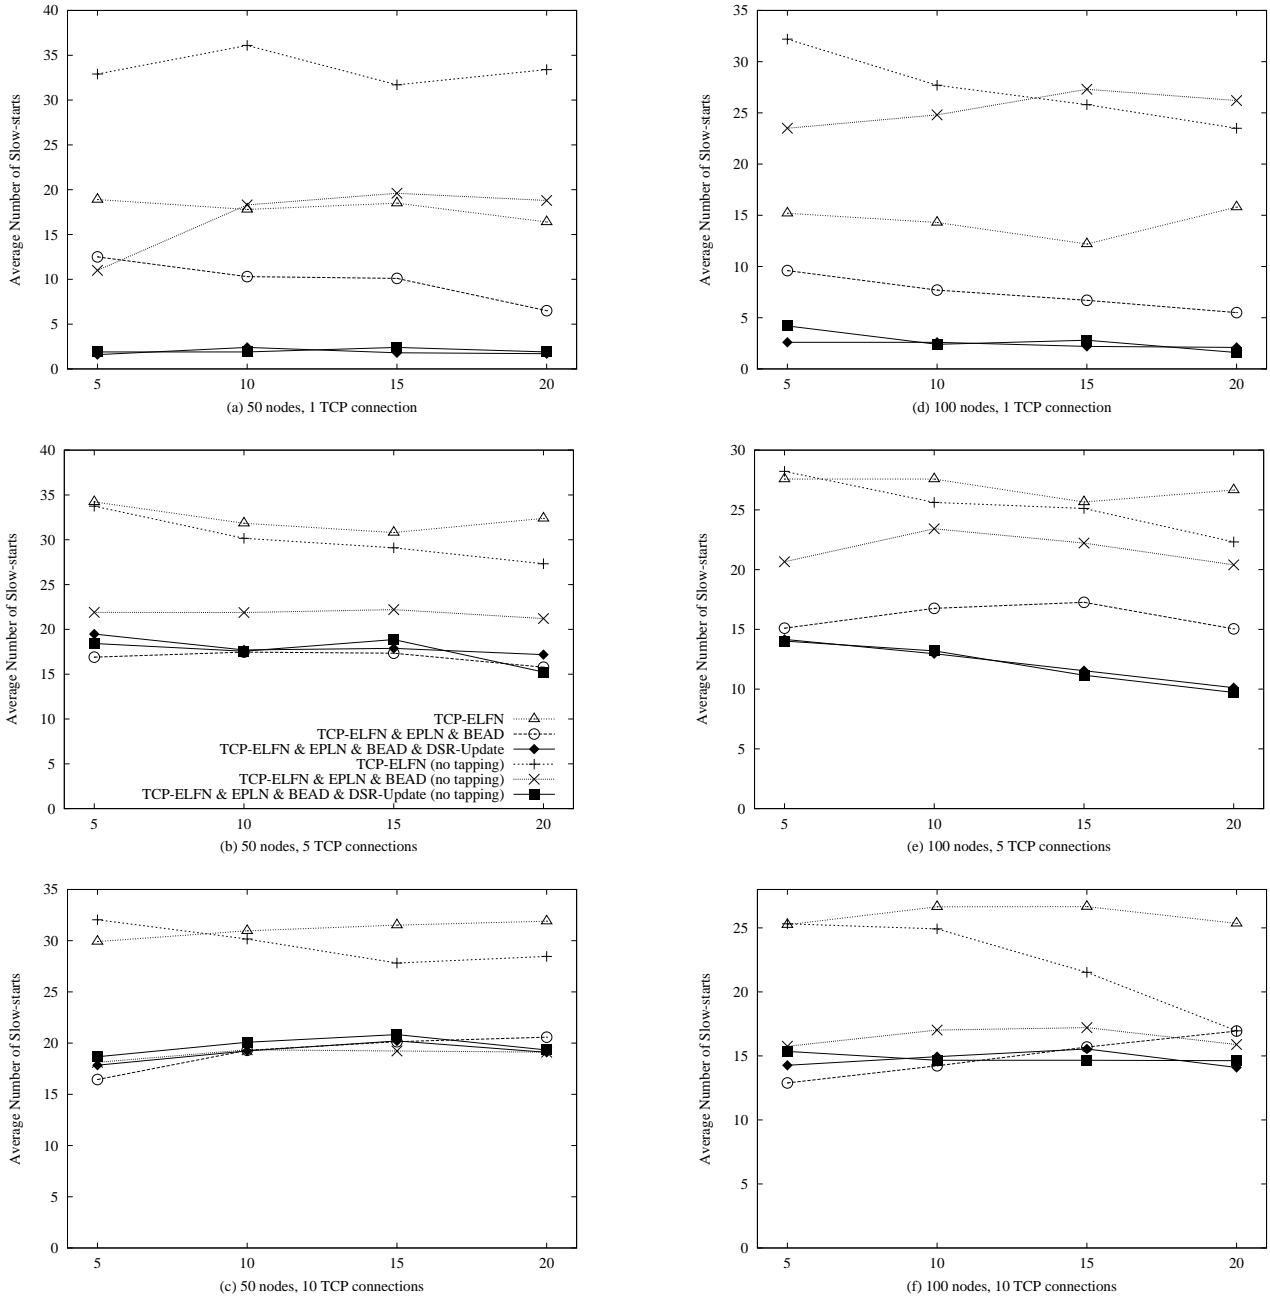 40
35
30
25
20
15
10
5
0
Average Number of Slow-starts
5 10 15 20
(a) 50 nodes, 1 TCP connection
35
30
25
20
15
10
5
0
Average Number of Slow-starts
5 10 15 20
(d) 100 nodes, 1 TCP connection
40
35
30
25
20
15
10
5
0
Average Number of Slow-starts
TCP-ELFN
TCP-ELFN & EPLN & BEAD
TCP-ELFN & EPLN & BEAD & DSR-Update
TCP-ELFN (no tapping)
TCP-ELFN & EPLN & BEAD (no tapping)
TCP-ELFN & EPLN & BEAD & DSR-Update (no tapping)
5 10 15 20
(b) 50 nodes, 5 TCP connections
30
25
20
15
10
5
0
Average Number of Slow-starts
5 10 15 20
(e) 100 nodes, 5 TCP connections
35
30
25
20
15
10
5
0
Average Number of Slow-starts
5 10 15 20
(c) 50 nodes, 10 TCP connections
25
20
15
10
5
0
Average Number of Slow-starts
5 10 15 20
(f) 100 nodes, 10 TCP connections